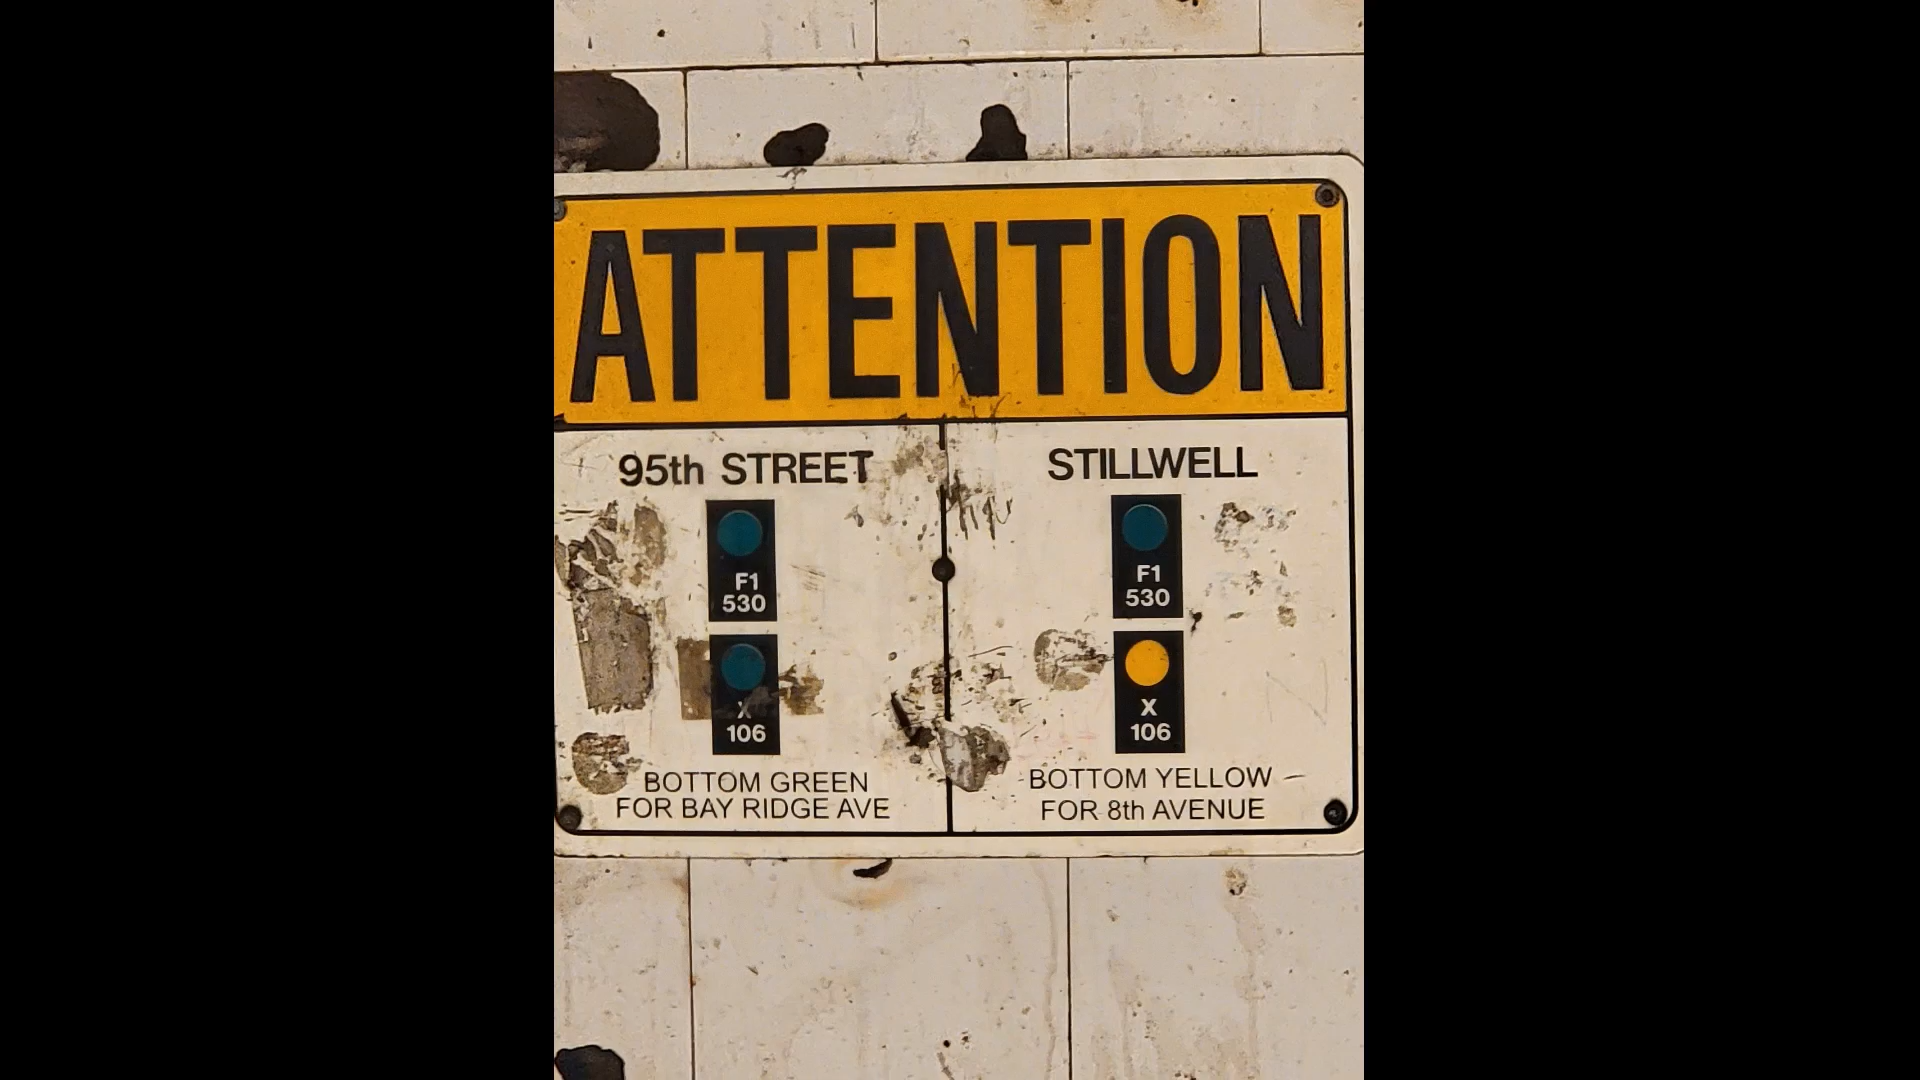 ATTENTION
95th STREET
F1
530
X
106
BOTTOM GREEN
FOR BAY RIDGE AVE
STILLWELL
F1
530
X
106
BOTTOM YELLOW
FOR 8th AVENUE